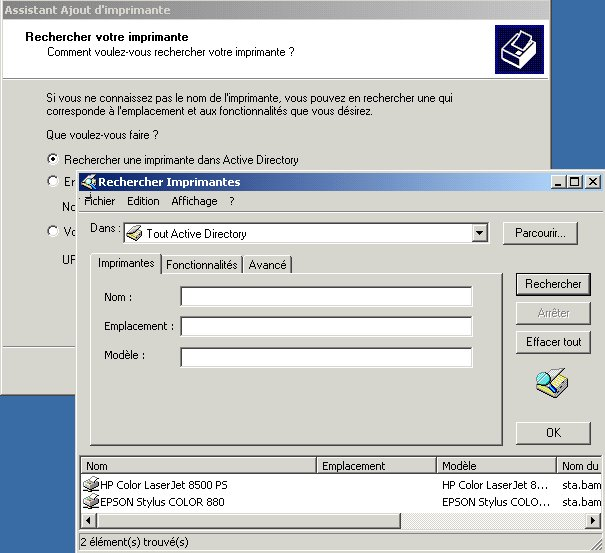 Assistant Ajout d'imprimante
Rechercher votre imprimante
Comment voulez-vous rechercher votre imprimante ?
Si vous ne connaissez pas le nom de l'imprimante, vous pouvez en rechercher une qui
corresponde à l'emplacement et aux fonctionnalités que vous désirez.
Que voulez-vous faire ?
Rechercher une imprimante dans Active Directory
Er
No
Vo
UF
Rechercher Imprimantes
Fichier Edition Affichage ?
Dans : Tout Active Directory Parcourir...
Imprimantes Fonctionnalités Avancé
Rechercher
Nom :
Arrêter
Emplacement :
Effacer tout
Modèle :
OK
Nom Emplacement Modèle Nom du
HP Color LaserJet 8500 PS HP Color LaserJet 8... sta.bam
EPSON Stylus COLOR 880 EPSON Stylus COLO... sta.bam
2 élément(s) trouvé(s)